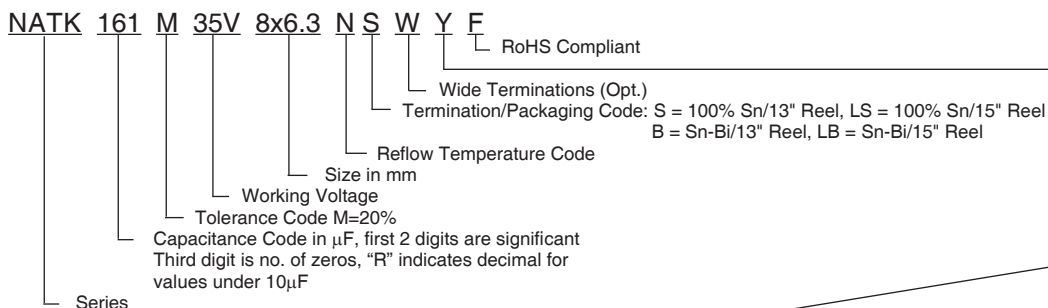 NATK 161 M 35V 8x6.3 N S W Y F
RoHS Compliant
Wide Terminations (Opt.)
Termination/Packaging Code: S = 100% Sn/13" Reel, LS = 100% Sn/15" Reel
B = Sn-Bi/13" Reel, LB = Sn-Bi/15" Reel
Reflow Temperature Code
Size in mm
Working Voltage
Tolerance Code M=20%
Capacitance Code in μF, first 2 digits are significant
Third digit is no. of zeros, “R” indicates decimal for
values under 10μF
Series